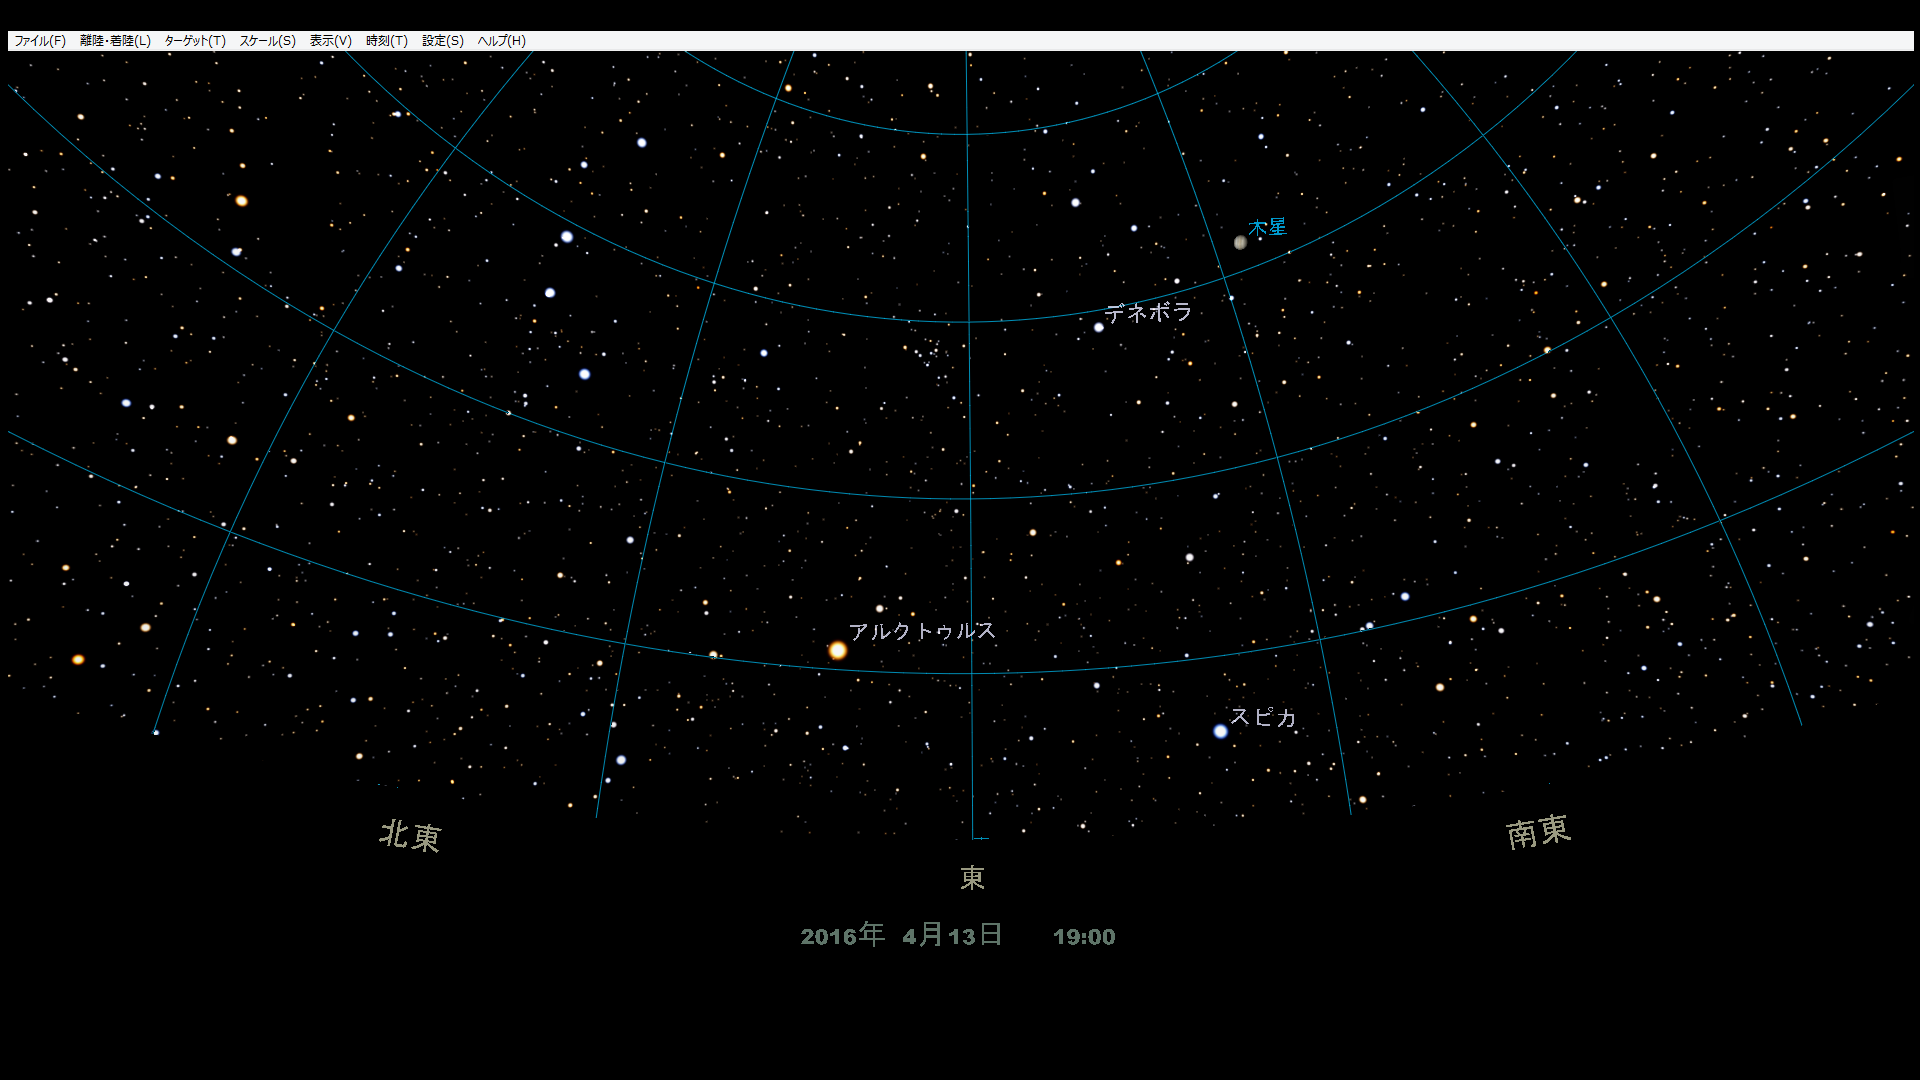 ファイル(F) 離陸・着陸(L) ターゲット(T) スケール(S) 表示(V) 時刻(T) 設定(S) ヘルプ(H)
木星
デネボラ
アルクトゥルス
スピカ
北東
南東
東
2016年 4月13日 19:00